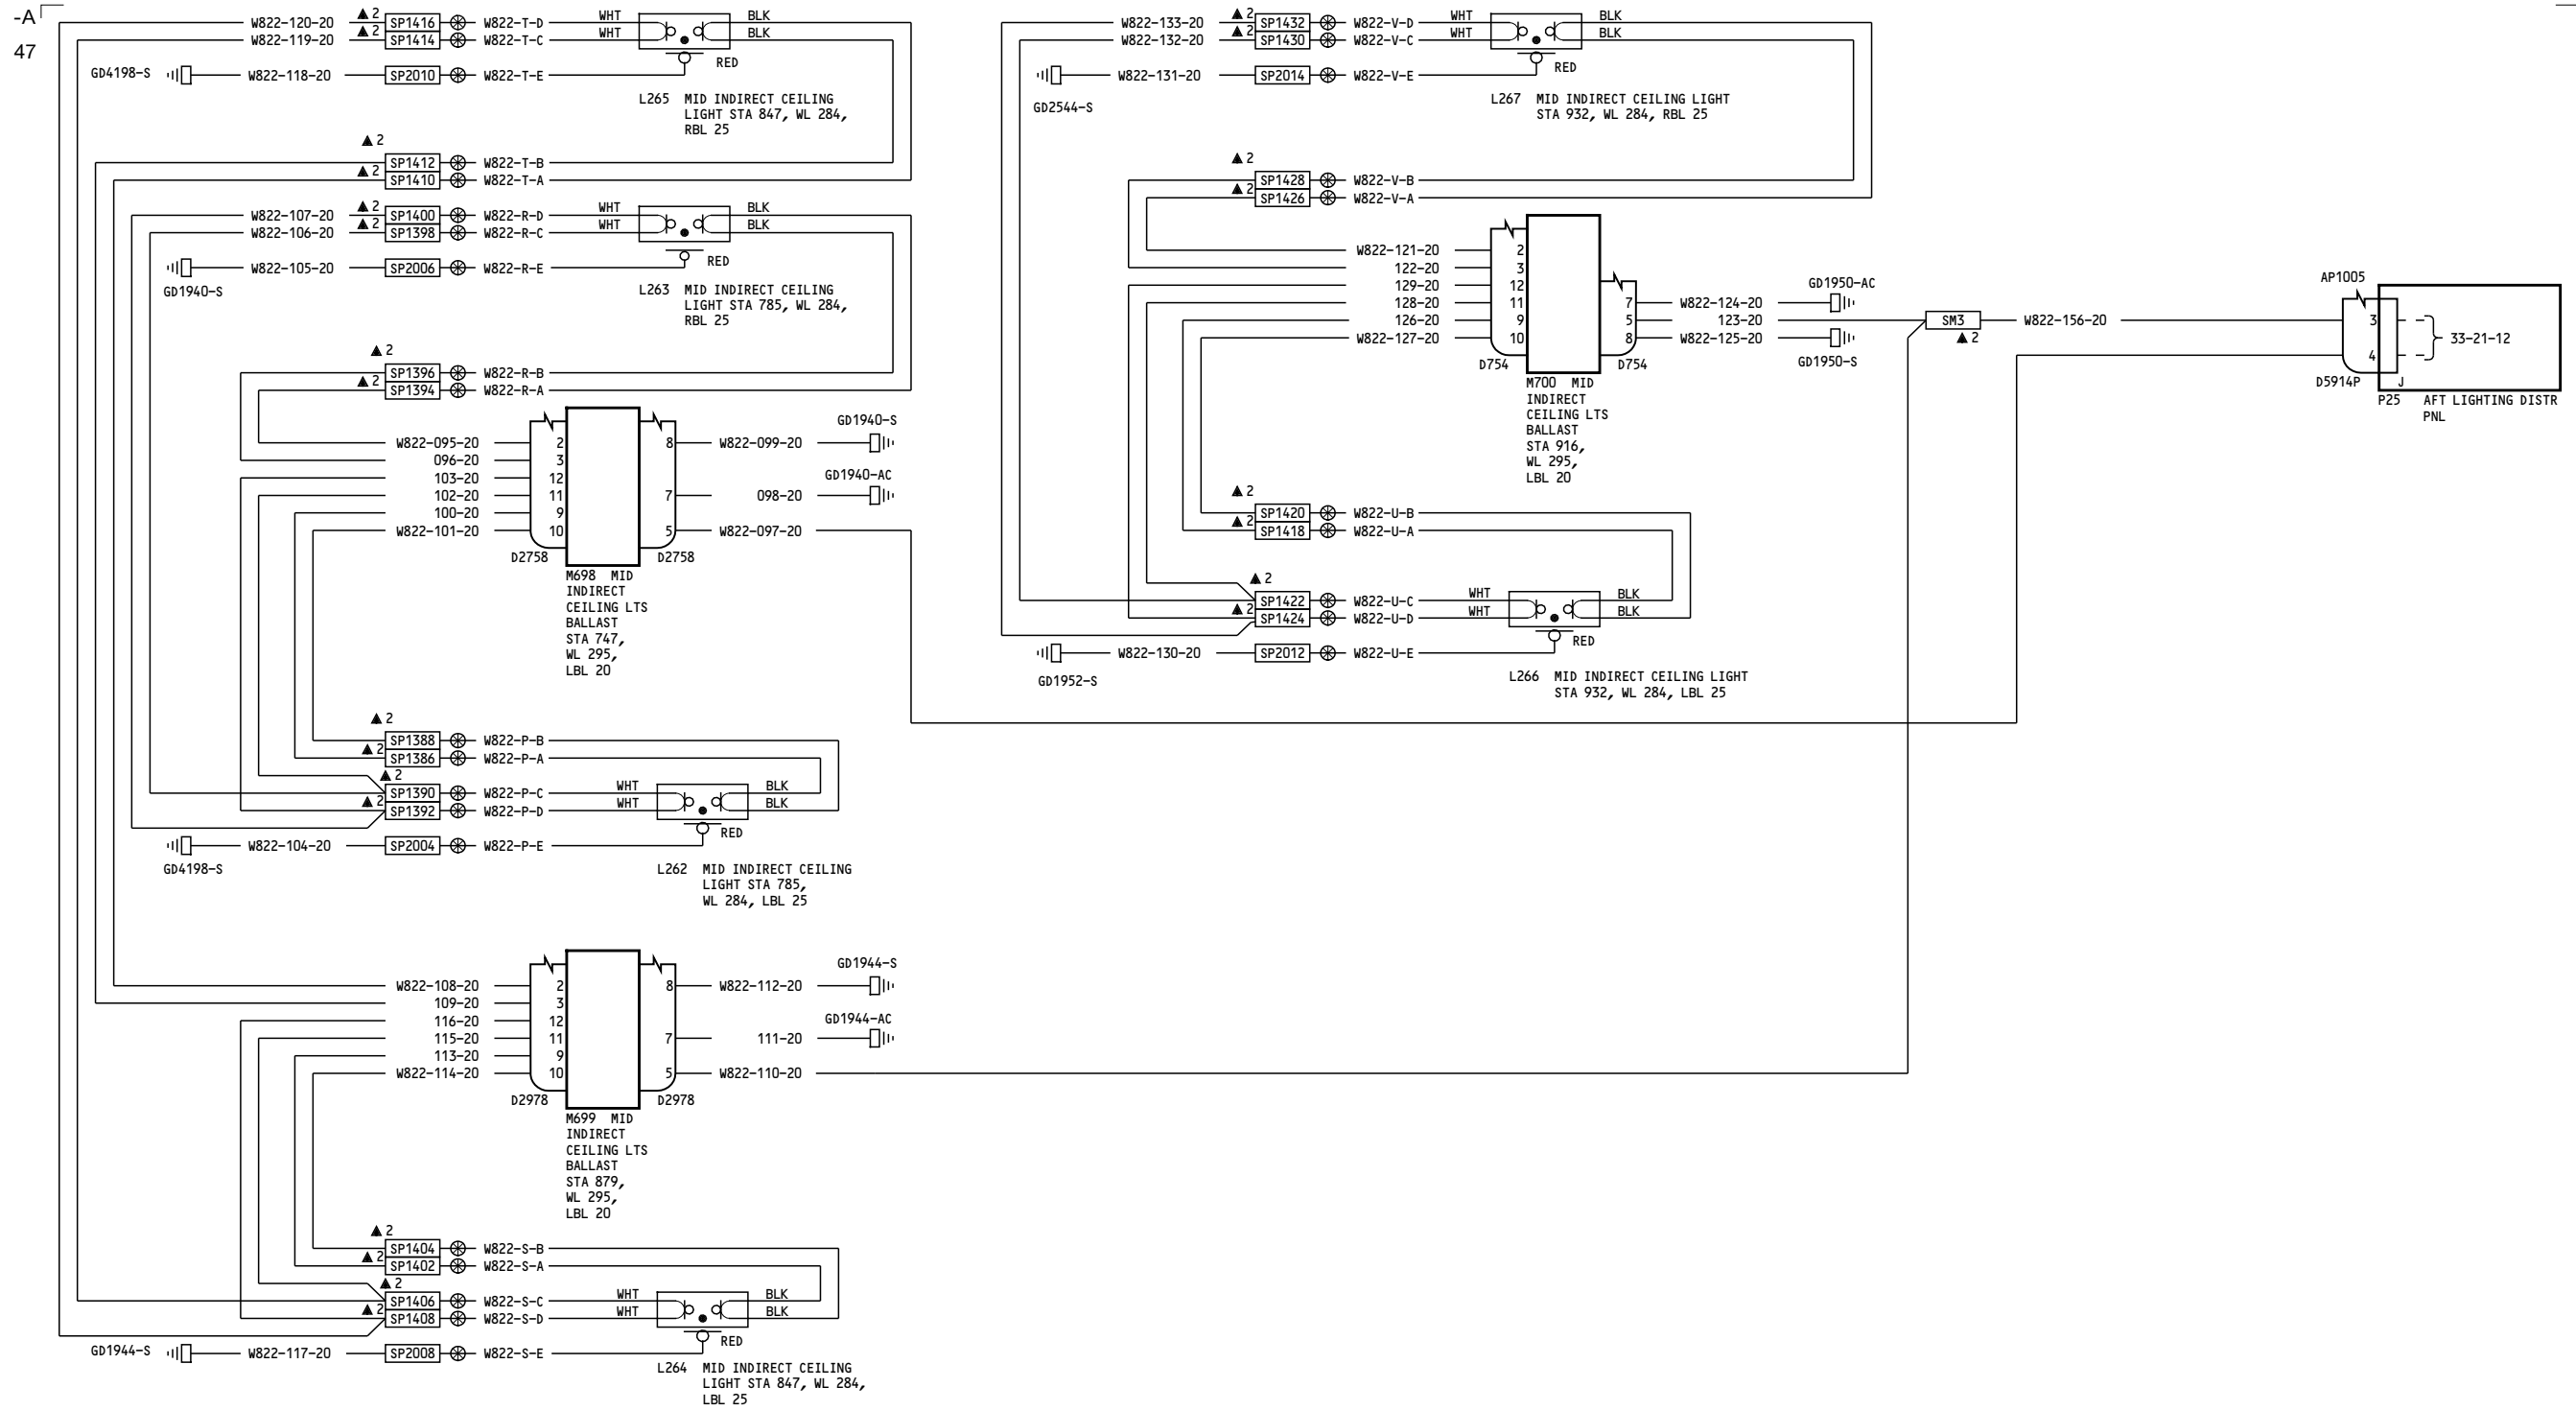 -A
47
W822-120-20 ▲ 2 SP1416 W822-T-D WHT BLK
W822-119-20 ▲ 2 SP1414 W822-T-C WHT BLK
GD4198-S W822-118-20 SP2010 W822-T-E RED
L265 MID INDIRECT CEILING
LIGHT STA 847, WL 284,
RBL 25
▲ 2
SP1412 W822-T-B
▲ 2 SP1410 W822-T-A
W822-107-20 ▲ 2 SP1400 W822-R-D WHT BLK
W822-106-20 ▲ 2 SP1398 W822-R-C WHT BLK
W822-105-20 SP2006 W822-R-E RED
GD1940-S
L263 MID INDIRECT CEILING
LIGHT STA 785, WL 284,
RBL 25
▲ 2
SP1396 W822-R-B
▲ 2 SP1394 W822-R-A
GD1940-S
W822-095-20 2 8 W822-099-20
096-20 3
GD1940-AC
103-20 12
102-20 11 7 098-20
100-20 9
W822-101-20 10 5 W822-097-20
D2758 D2758
M698 MID
INDIRECT
CEILING LTS
BALLAST
STA 747,
WL 295,
LBL 20
▲ 2
SP1388 W822-P-B
▲ 2 SP1386 W822-P-A
▲ 2
SP1390 W822-P-C WHT BLK
▲ 2 SP1392 W822-P-D WHT BLK
RED
W822-104-20 SP2004 W822-P-E
GD4198-S
L262 MID INDIRECT CEILING
LIGHT STA 785,
WL 284, LBL 25
GD1944-S
W822-108-20 2 8 W822-112-20
109-20 3
GD1944-AC
116-20 12
115-20 11 7 111-20
113-20 9
W822-114-20 10 5 W822-110-20
D2978 D2978
M699 MID
INDIRECT
CEILING LTS
BALLAST
STA 879,
WL 295,
LBL 20
▲ 2
SP1404 W822-S-B
▲ 2 SP1402 W822-S-A
▲ 2
SP1406 W822-S-C WHT BLK
▲ 2 SP1408 W822-S-D WHT BLK
RED
GD1944-S W822-117-20 SP2008 W822-S-E
L264 MID INDIRECT CEILING
LIGHT STA 847, WL 284,
LBL 25
W822-133-20 ▲ 2 SP1432 W822-V-D WHT BLK
W822-132-20 ▲ 2 SP1430 W822-V-C WHT BLK
RED
W822-131-20 SP2014 W822-V-E
GD2544-S
L267 MID INDIRECT CEILING LIGHT
STA 932, WL 284, RBL 25
▲ 2
SP1428 W822-V-B
▲ 2 SP1426 W822-V-A
W822-121-20 2
122-20 3
129-20 12
GD1950-AC
128-20 11 7 W822-124-20
126-20 9 5 123-20 SM3 W822-156-20
W822-127-20 10 8 W822-125-20 ▲ 2
GD1950-S
D754 D754
M700 MID
INDIRECT
CEILING LTS
BALLAST
STA 916,
WL 295,
LBL 20
▲ 2
SP1420 W822-U-B
▲ 2 SP1418 W822-U-A
▲ 2
SP1422 W822-U-C WHT BLK
▲ 2 SP1424 W822-U-D WHT BLK
RED
W822-130-20 SP2012 W822-U-E
GD1952-S
L266 MID INDIRECT CEILING LIGHT
STA 932, WL 284, LBL 25
AP1005
3
33-21-12
4
D5914P J
P25 AFT LIGHTING DISTR
PNL